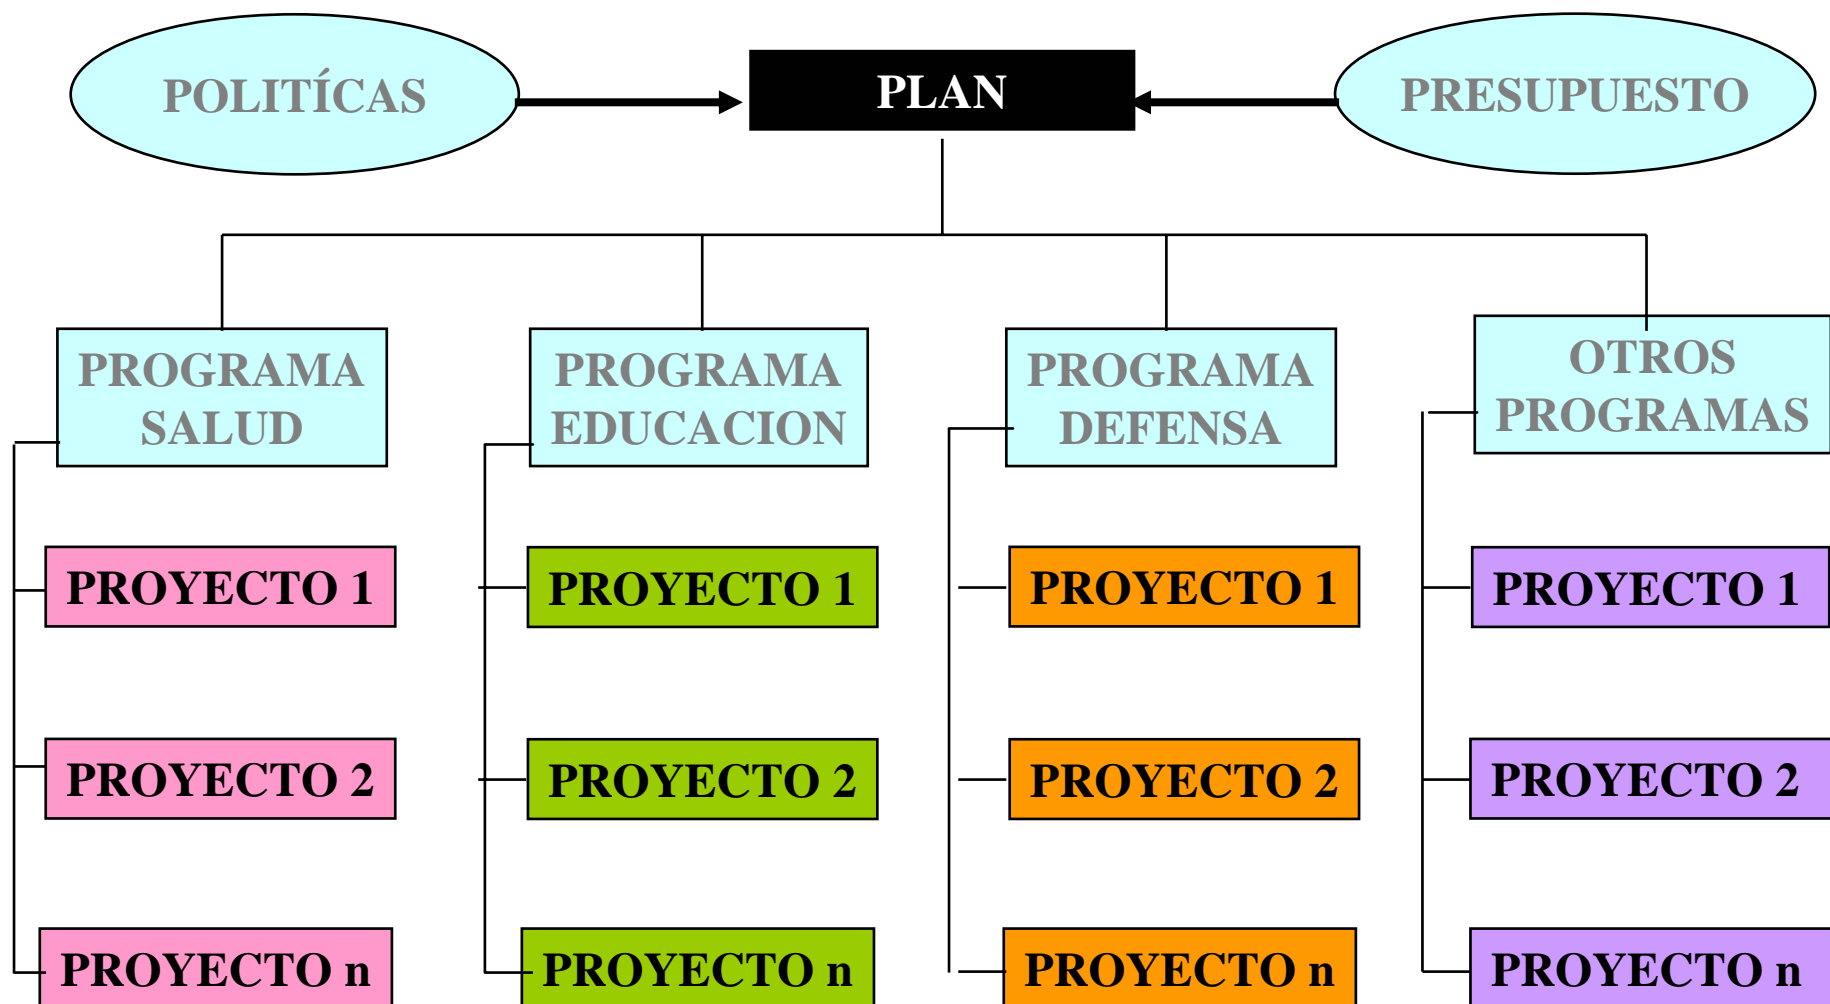 POLITÍCAS
PLAN
PRESUPUESTO
PROGRAMA
SALUD
PROGRAMA
EDUCACION
PROGRAMA
DEFENSA
OTROS
PROGRAMAS
PROYECTO 1
PROYECTO 1
PROYECTO 1
PROYECTO 1
PROYECTO 2
PROYECTO 2
PROYECTO 2
PROYECTO 2
PROYECTO n
PROYECTO n
PROYECTO n
PROYECTO n